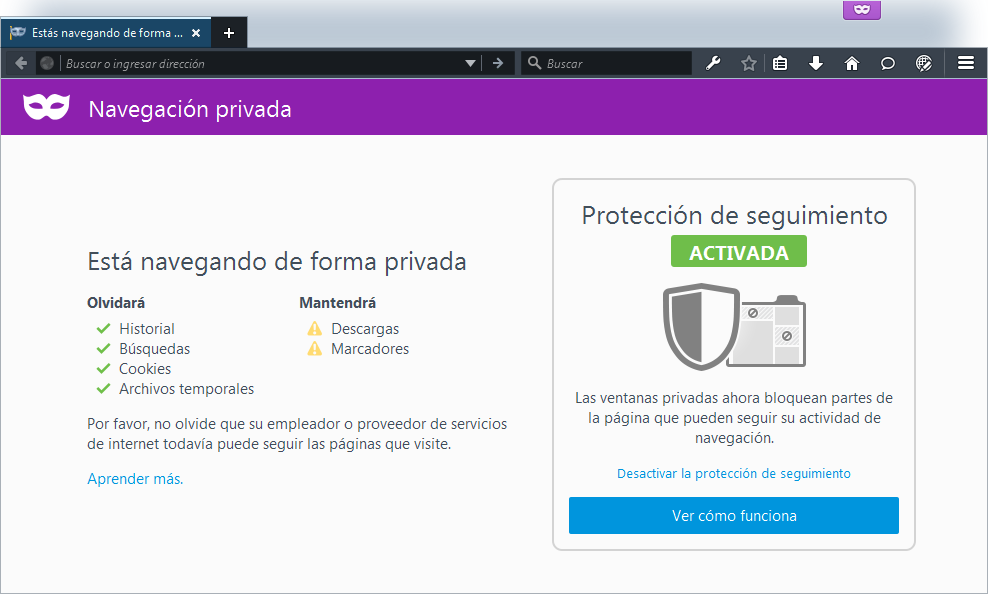 Estás navegando de forma ...
Buscar o ingresar dirección
Buscar
Navegación privada
Está navegando de forma privada
Olvidará
Historial
Búsquedas
Cookies
Archivos temporales
Mantendrá
Descargas
Marcadores
Por favor, no olvide que su empleador o proveedor de servicios
de internet todavía puede seguir las páginas que visite.
Aprender más.
Protección de seguimiento
ACTIVADA
Las ventanas privadas ahora bloquean partes de
la página que pueden seguir su actividad de
navegación.
Desactivar la protección de seguimiento
Ver cómo funciona